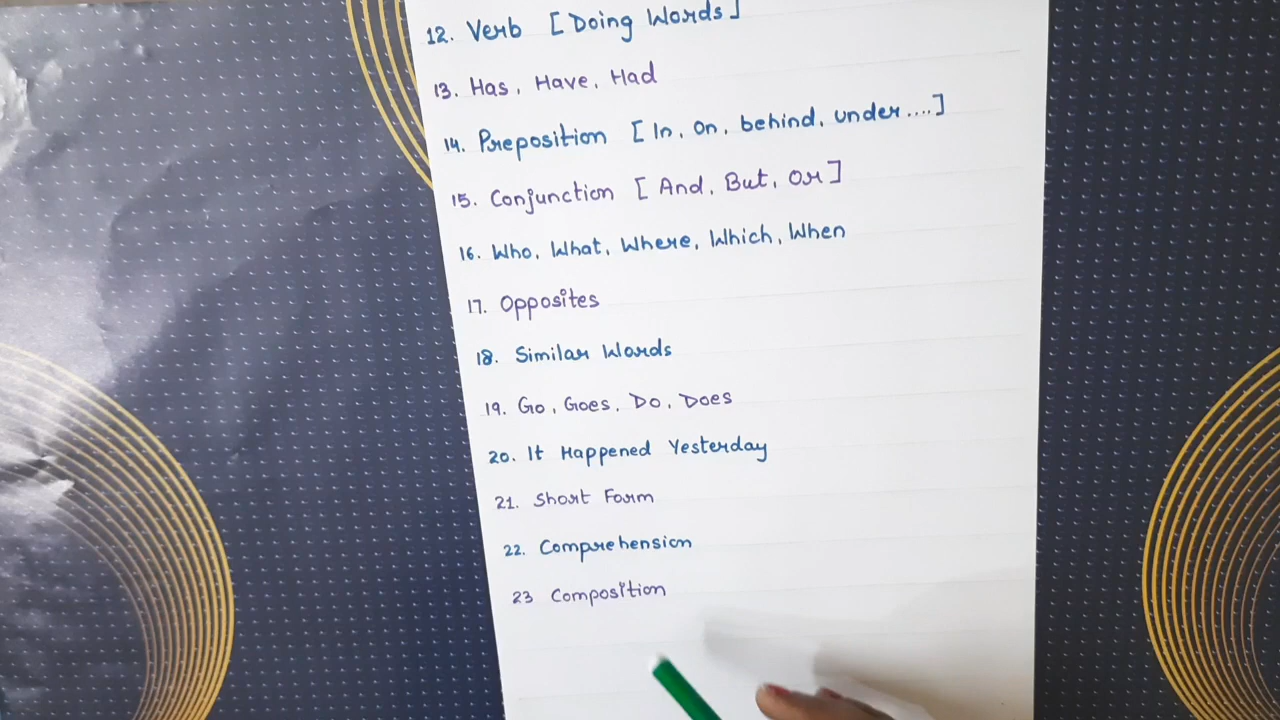 12. Verb [Doing Words]
13. Has, Have, Had
14. Preposition [In, On, behind, under....]
15. Conjunction [And, But, Or]
16. Who, What, Where, Which, When
17. Opposites
18. Similar Words
19. Go, Goes, Do, Does
20. It Happened Yesterday
21. Short Form
22. Comprehension
23 Composition